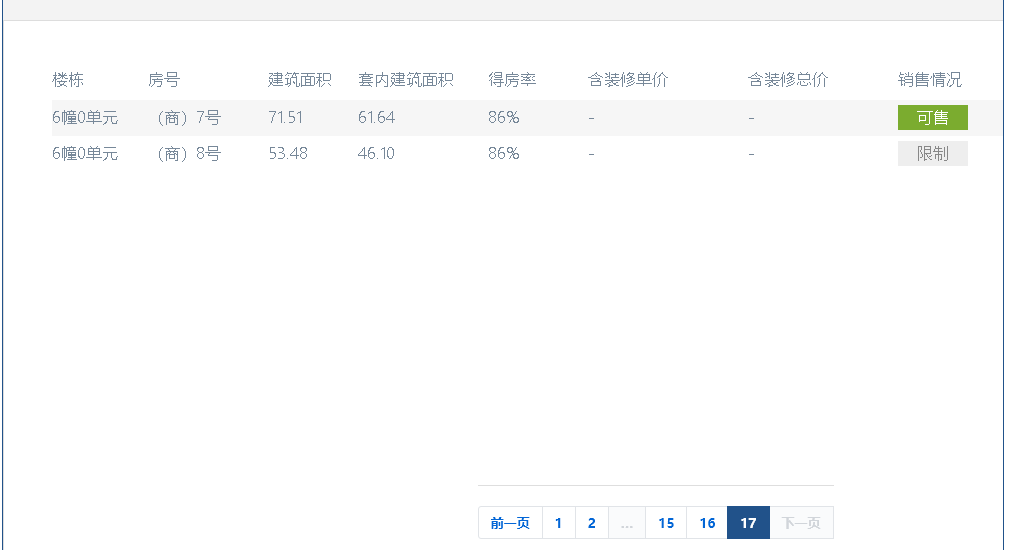 楼栋 房号 建筑面积 套内建筑面积 得房率 含装修单价 含装修总价 销售情况
6幢0单元 （商）7号 71.51 61.64 86% - - 可售
6幢0单元 （商）8号 53.48 46.10 86% - - 限制
前一页 1 2 ... 15 16 17 下一页